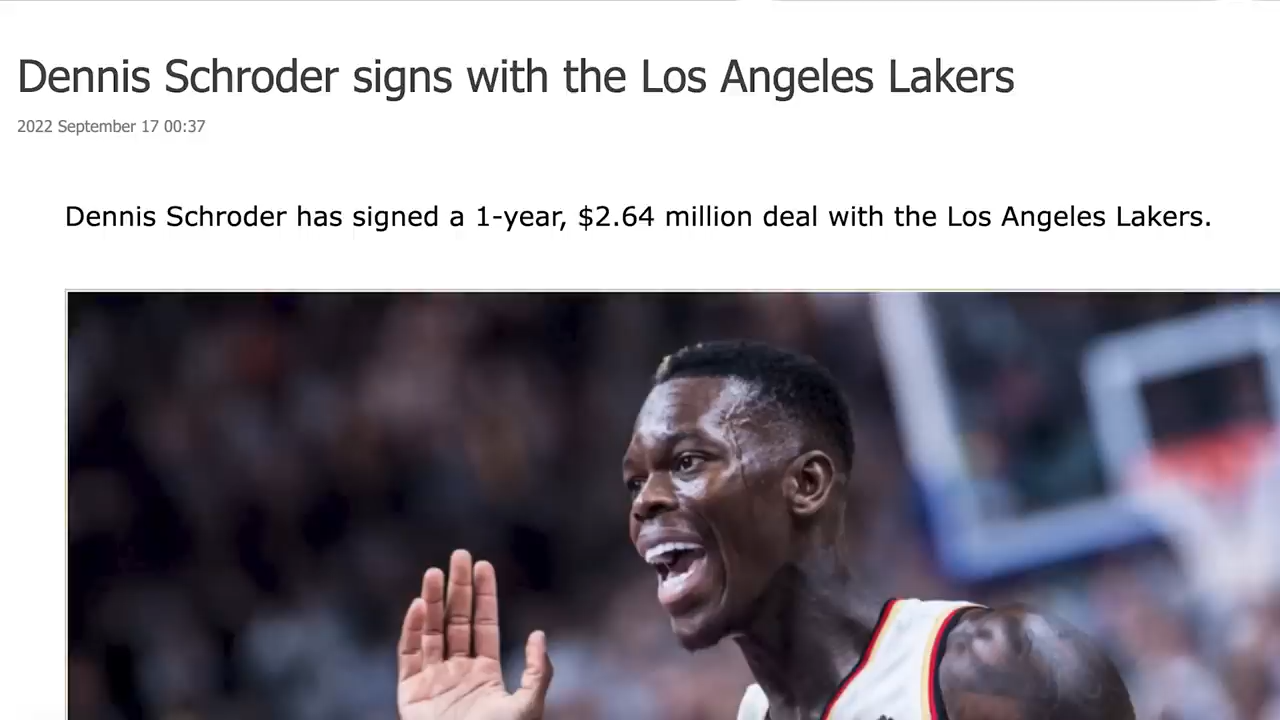 Dennis Schroder signs with the Los Angeles Lakers
2022 September 17 00:37
Dennis Schroder has signed a 1-year, $2.64 million deal with the Los Angeles Lakers.